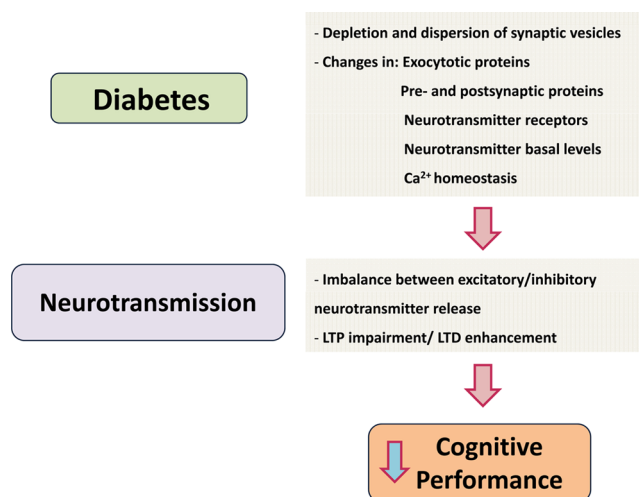 - Depletion and dispersion of synaptic vesicles
- Changes in: Exocytotic proteins
Pre- and postsynaptic proteins
Neurotransmitter receptors
Neurotransmitter basal levels
Ca²⁺ homeostasis
Diabetes
- Imbalance between excitatory/inhibitory
neurotransmitter release
- LTP impairment/ LTD enhancement
Neurotransmission
Cognitive
Performance